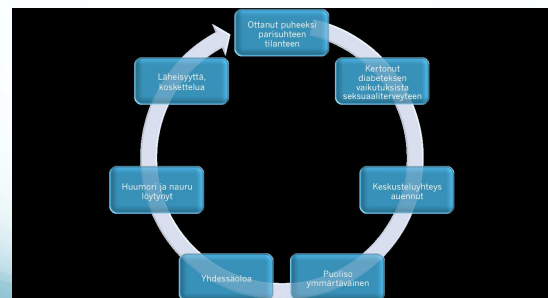 Ottanut puheeksi
parisuhteen
tilanteen
Kertonut
diabeteksen
vaikutuksista
seksuaaliterveyteen
Keskusteluyhteys
auennut
Puoliso
ymmärtäväinen
Yhdessäoloa
Huumori ja nauru
löytynyt
Läheisyyttä,
koskettelua